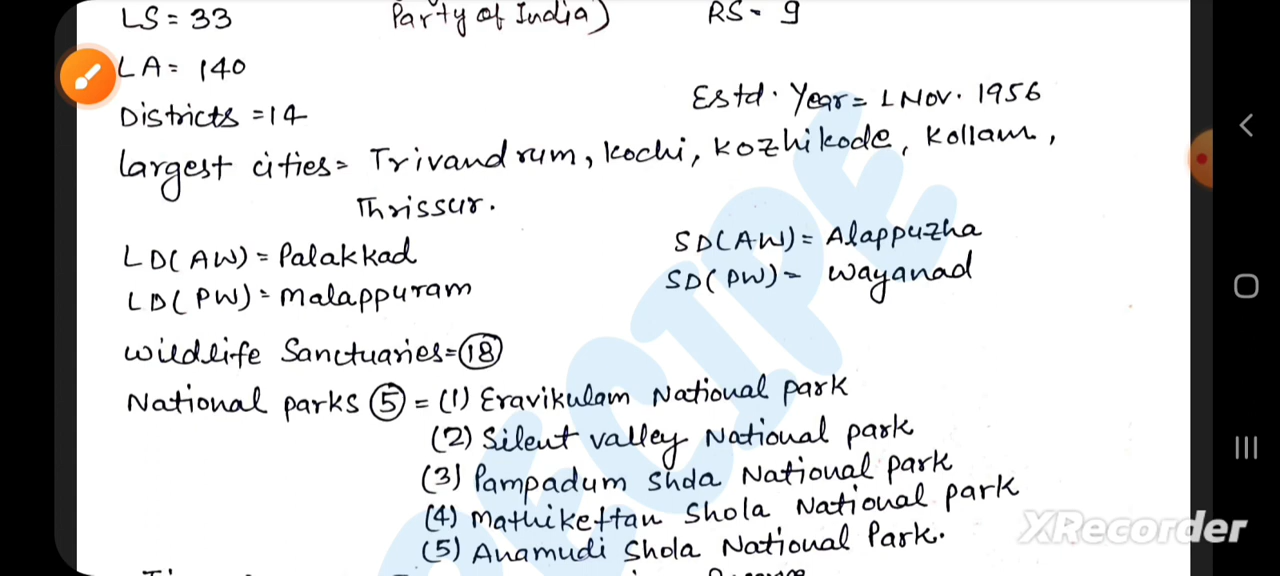 LS = 33 Party of India) RS - 9
LA = 140
Estd. Year = 1 Nov. 1956
Districts = 14
largest cities = Trivandrum, Kochi, Kozhikode, Kollam,
Thrissur.
LD(AW) = Palakkad SD(AW) = Alappuzha
LD(PW) = Malappuram SD(PW) = Wayanad
Wildlife Sanctuaries = 18
National parks 5 = (1) Eravikulam National park
(2) Silent valley National park
(3) Pampadum Shola National park
(4) Mathikettan Shola National park
(5) Anamudi Shola National Park.
XRecorder